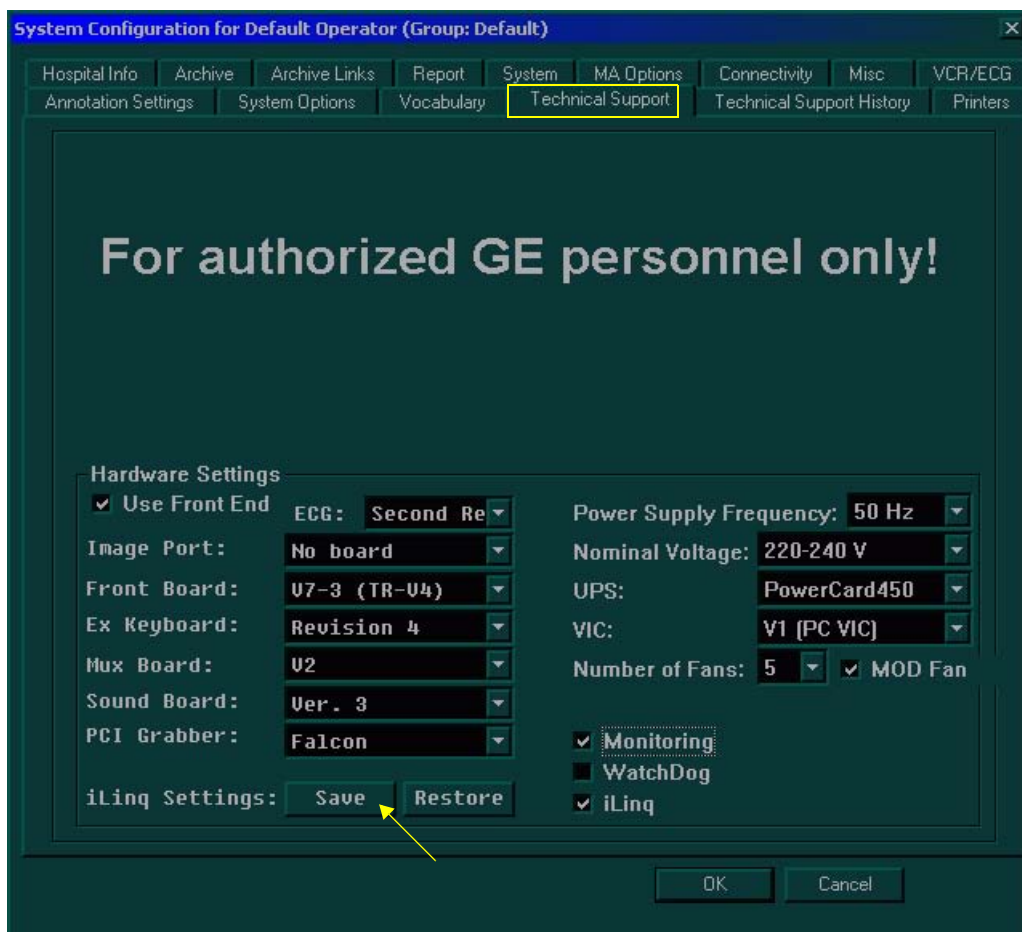 System Configuration for Default Operator (Group: Default)
Hospital Info Archive Archive Links Report System MA Options Connectivity Misc VCR/ECG
Annotation Settings System Options Vocabulary Technical Support Technical Support History Printers
For authorized GE personnel only!
Hardware Settings
Use Front End ECG: Second Re Power Supply Frequency: 50 Hz
Image Port: No board Nominal Voltage: 220-240 V
Front Board: V7-3 (TR-V4) UPS: PowerCard450
Ex Keyboard: Revision 4 VIC: V1 (PC VIC)
Mux Board: V2 Number of Fans: 5 MOD Fan
Sound Board: Ver. 3
PCI Grabber: Falcon Monitoring
WatchDog
iLinq Settings: Save Restore iLinq
OK Cancel